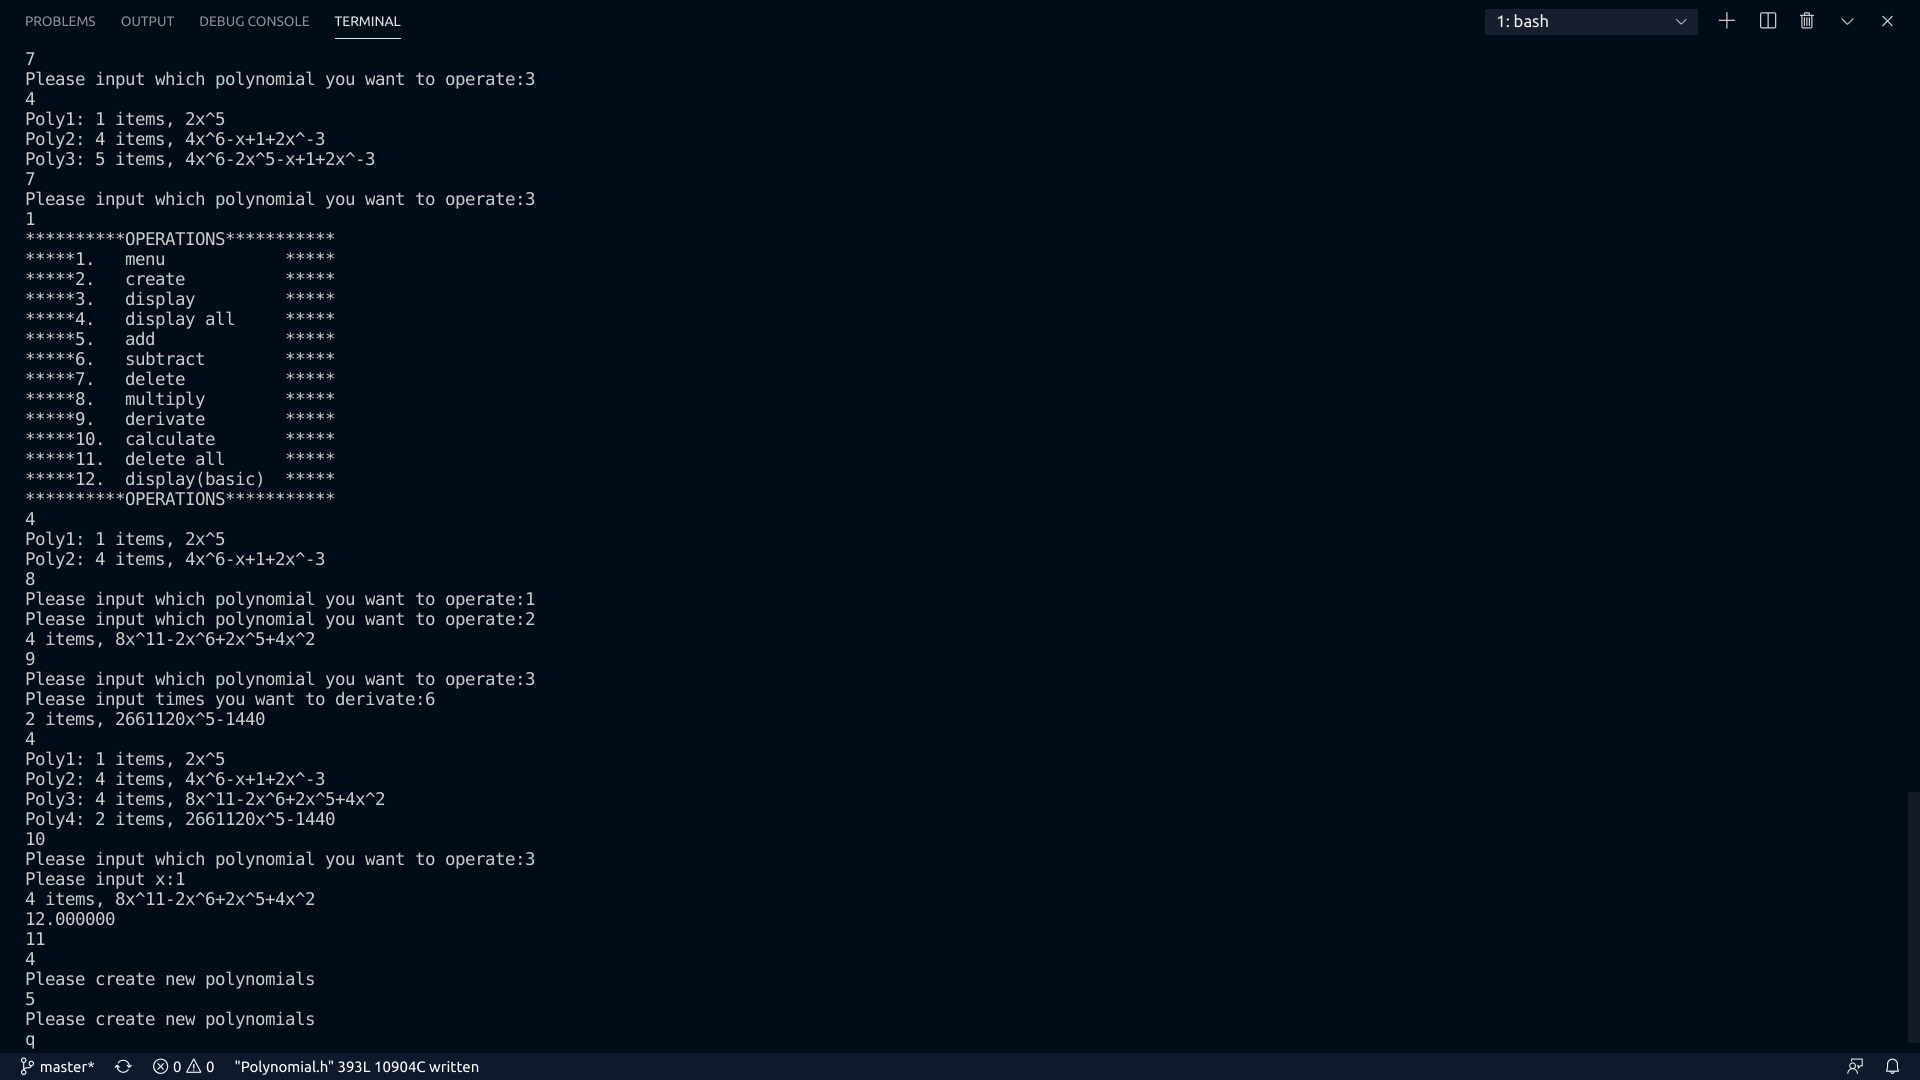 PROBLEMS OUTPUT DEBUG CONSOLE TERMINAL 1: bash
7
Please input which polynomial you want to operate:3
4
Poly1: 1 items, 2x^5
Poly2: 4 items, 4x^6-x+1+2x^-3
Poly3: 5 items, 4x^6-2x^5-x+1+2x^-3
7
Please input which polynomial you want to operate:3
1
**********OPERATIONS***********
*****1.   menu            *****
*****2.   create          *****
*****3.   display         *****
*****4.   display all     *****
*****5.   add             *****
*****6.   subtract        *****
*****7.   delete          *****
*****8.   multiply        *****
*****9.   derivate        *****
*****10.  calculate       *****
*****11.  delete all      *****
*****12.  display(basic)  *****
**********OPERATIONS***********
4
Poly1: 1 items, 2x^5
Poly2: 4 items, 4x^6-x+1+2x^-3
8
Please input which polynomial you want to operate:1
Please input which polynomial you want to operate:2
4 items, 8x^11-2x^6+2x^5+4x^2
9
Please input which polynomial you want to operate:3
Please input times you want to derivate:6
2 items, 2661120x^5-1440
4
Poly1: 1 items, 2x^5
Poly2: 4 items, 4x^6-x+1+2x^-3
Poly3: 4 items, 8x^11-2x^6+2x^5+4x^2
Poly4: 2 items, 2661120x^5-1440
10
Please input which polynomial you want to operate:3
Please input x:1
4 items, 8x^11-2x^6+2x^5+4x^2
12.000000
11
4
Please create new polynomials
5
Please create new polynomials
q
master* 0 0 "Polynomial.h" 393L 10904C written